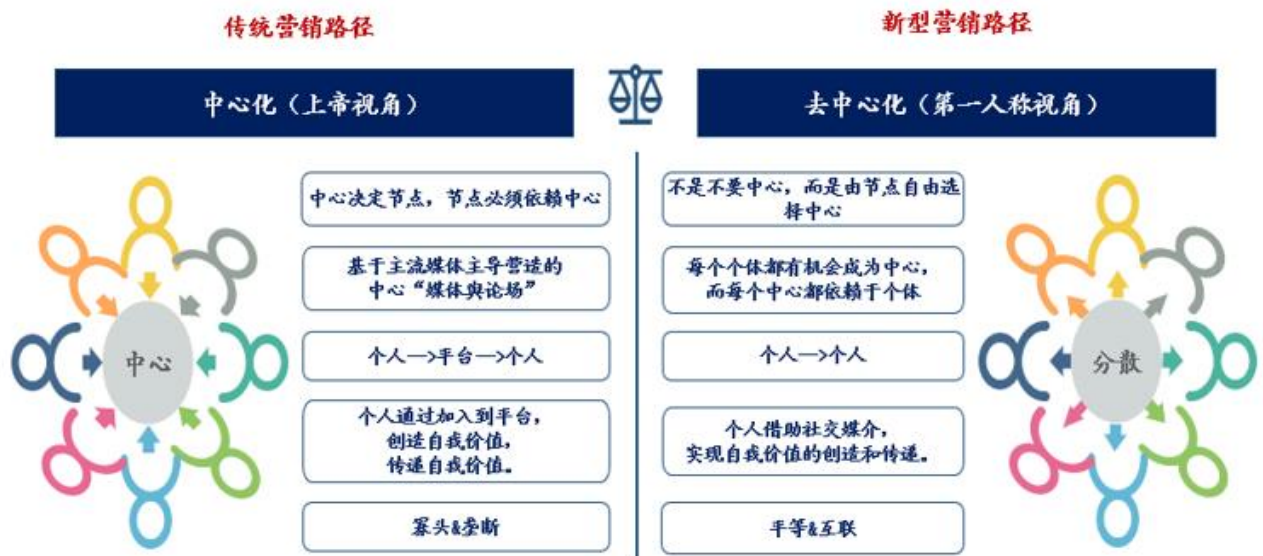 传统营销路径
新型营销路径
中心化（上帝视角）
去中心化（第一人称视角）
中心
中心决定节点，节点必须依赖中心
基于主流媒体主导营造的
中心“媒体舆论场”
个人—>平台—>个人
个人通过加入到平台，
创造自我价值，
传递自我价值。
寡头&垄断
不是不要中心，而是由节点自由选
择中心
每个个体都有机会成为中心，
而每个中心都依赖于个体
个人—>个人
个人借助社交媒介，
实现自我价值的创造和传递。
平等&互联
分散